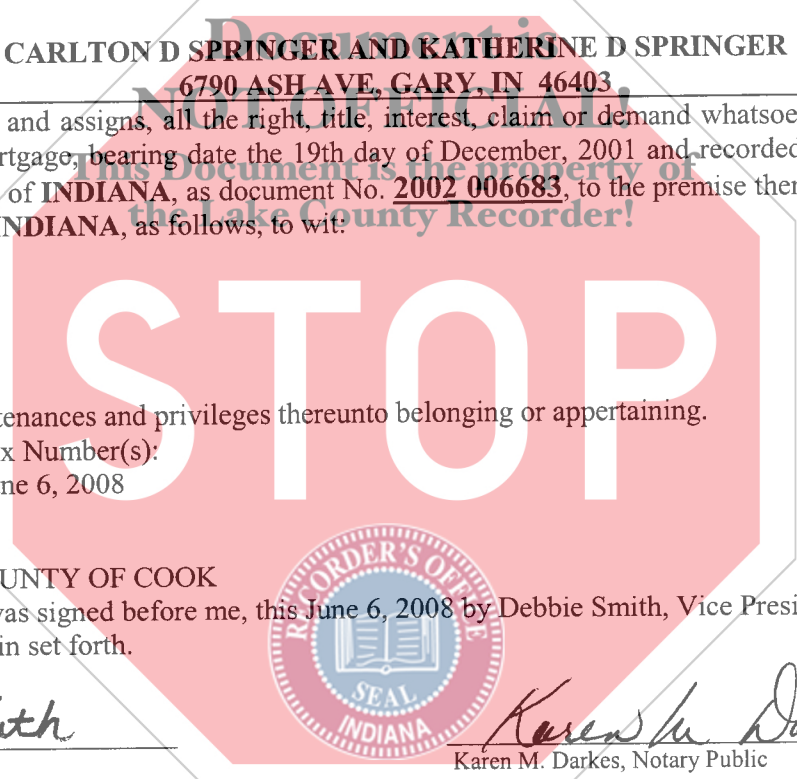 Document is
CARLTON D SPRINGER AND KATHERINE D SPRINGER
6790 ASH AVE, GARY, IN 46403
NOT OFFICIAL!
and assigns, all the right, title, interest, claim or demand whatsoe
rtgage, bearing date the 19th day of December, 2001 and recorded
This Document is the property of
of INDIANA, as document No. 2002 006683, to the premise ther
the Lake County Recorder!
NDIANA, as follows, to wit:
STOP
tenances and privileges thereunto belonging or appertaining.
x Number(s):
ne 6, 2008
UNTY OF COOK
was signed before me, this June 6, 2008 by Debbie Smith, Vice Presi
in set forth.
RECORDER'S OFFICE
SEAL
INDIANA
Karen M Da
Karen M. Darkes, Notary Public